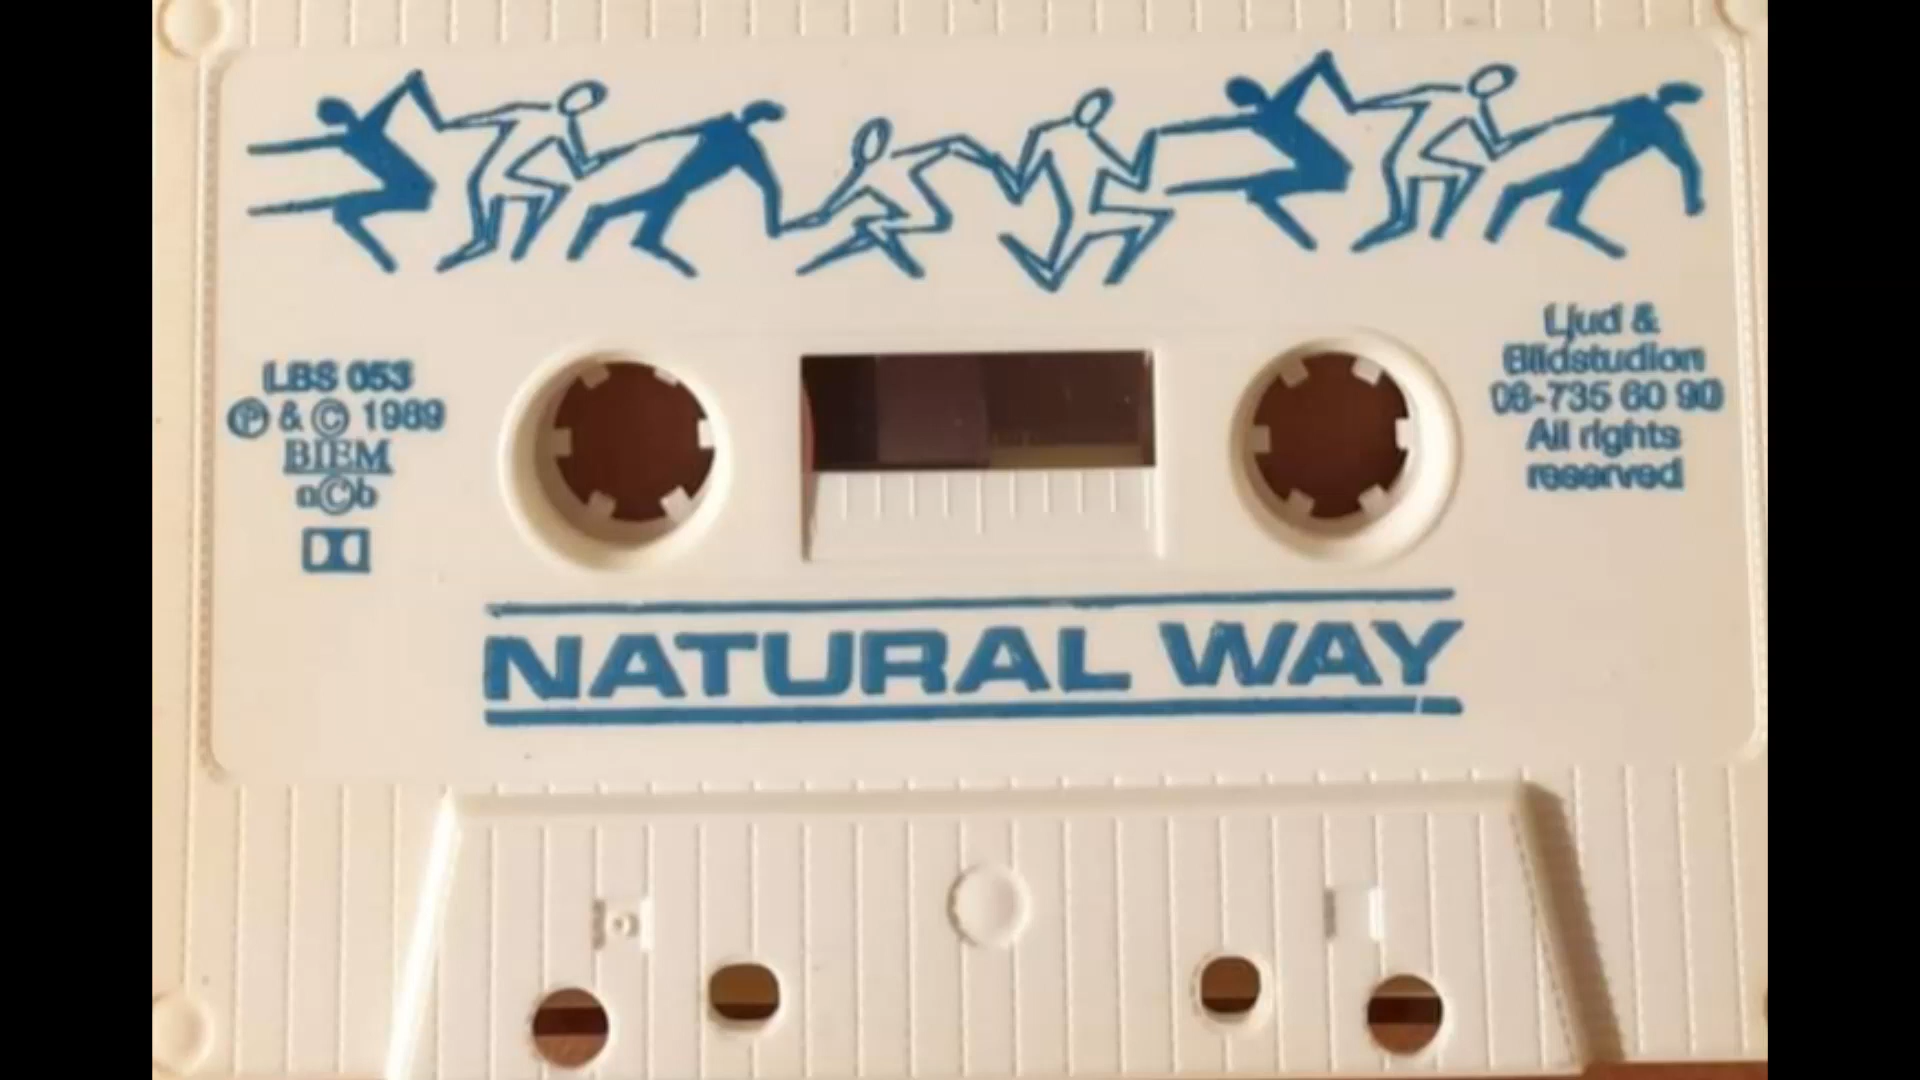 LBS 053
Ⓟ & © 1989
BIEM
n©b
Ljud &
Bildstudion
08-735 60 90
All rights
reserved
NATURAL WAY